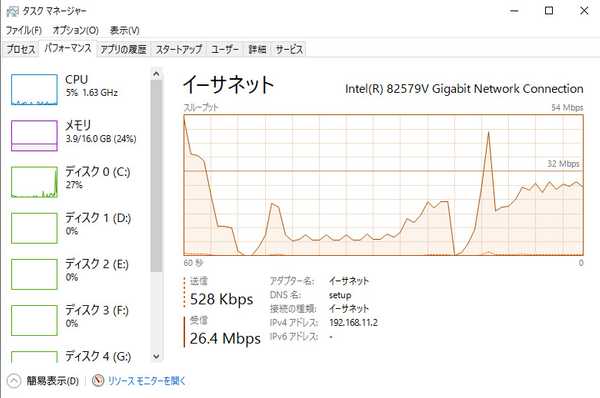 タスク マネージャー
ファイル(F) オプション(O) 表示(V)
プロセス パフォーマンス アプリの履歴 スタートアップ ユーザー 詳細 サービス
CPU
5% 1.63 GHz
メモリ
3.9/16.0 GB (24%)
ディスク 0 (C:)
27%
ディスク 1 (D:)
0%
ディスク 2 (E:)
0%
ディスク 3 (F:)
0%
ディスク 4 (G:)
イーサネット
Intel(R) 82579V Gigabit Network Connection
スループット
54 Mbps
32 Mbps
60 秒
0
送信
528 Kbps
受信
26.4 Mbps
アダプター名: イーサネット
DNS 名: setup
接続の種類: イーサネット
IPv4 アドレス: 192.168.11.2
IPv6 アドレス: -
簡易表示(D)
リソース モニターを開く